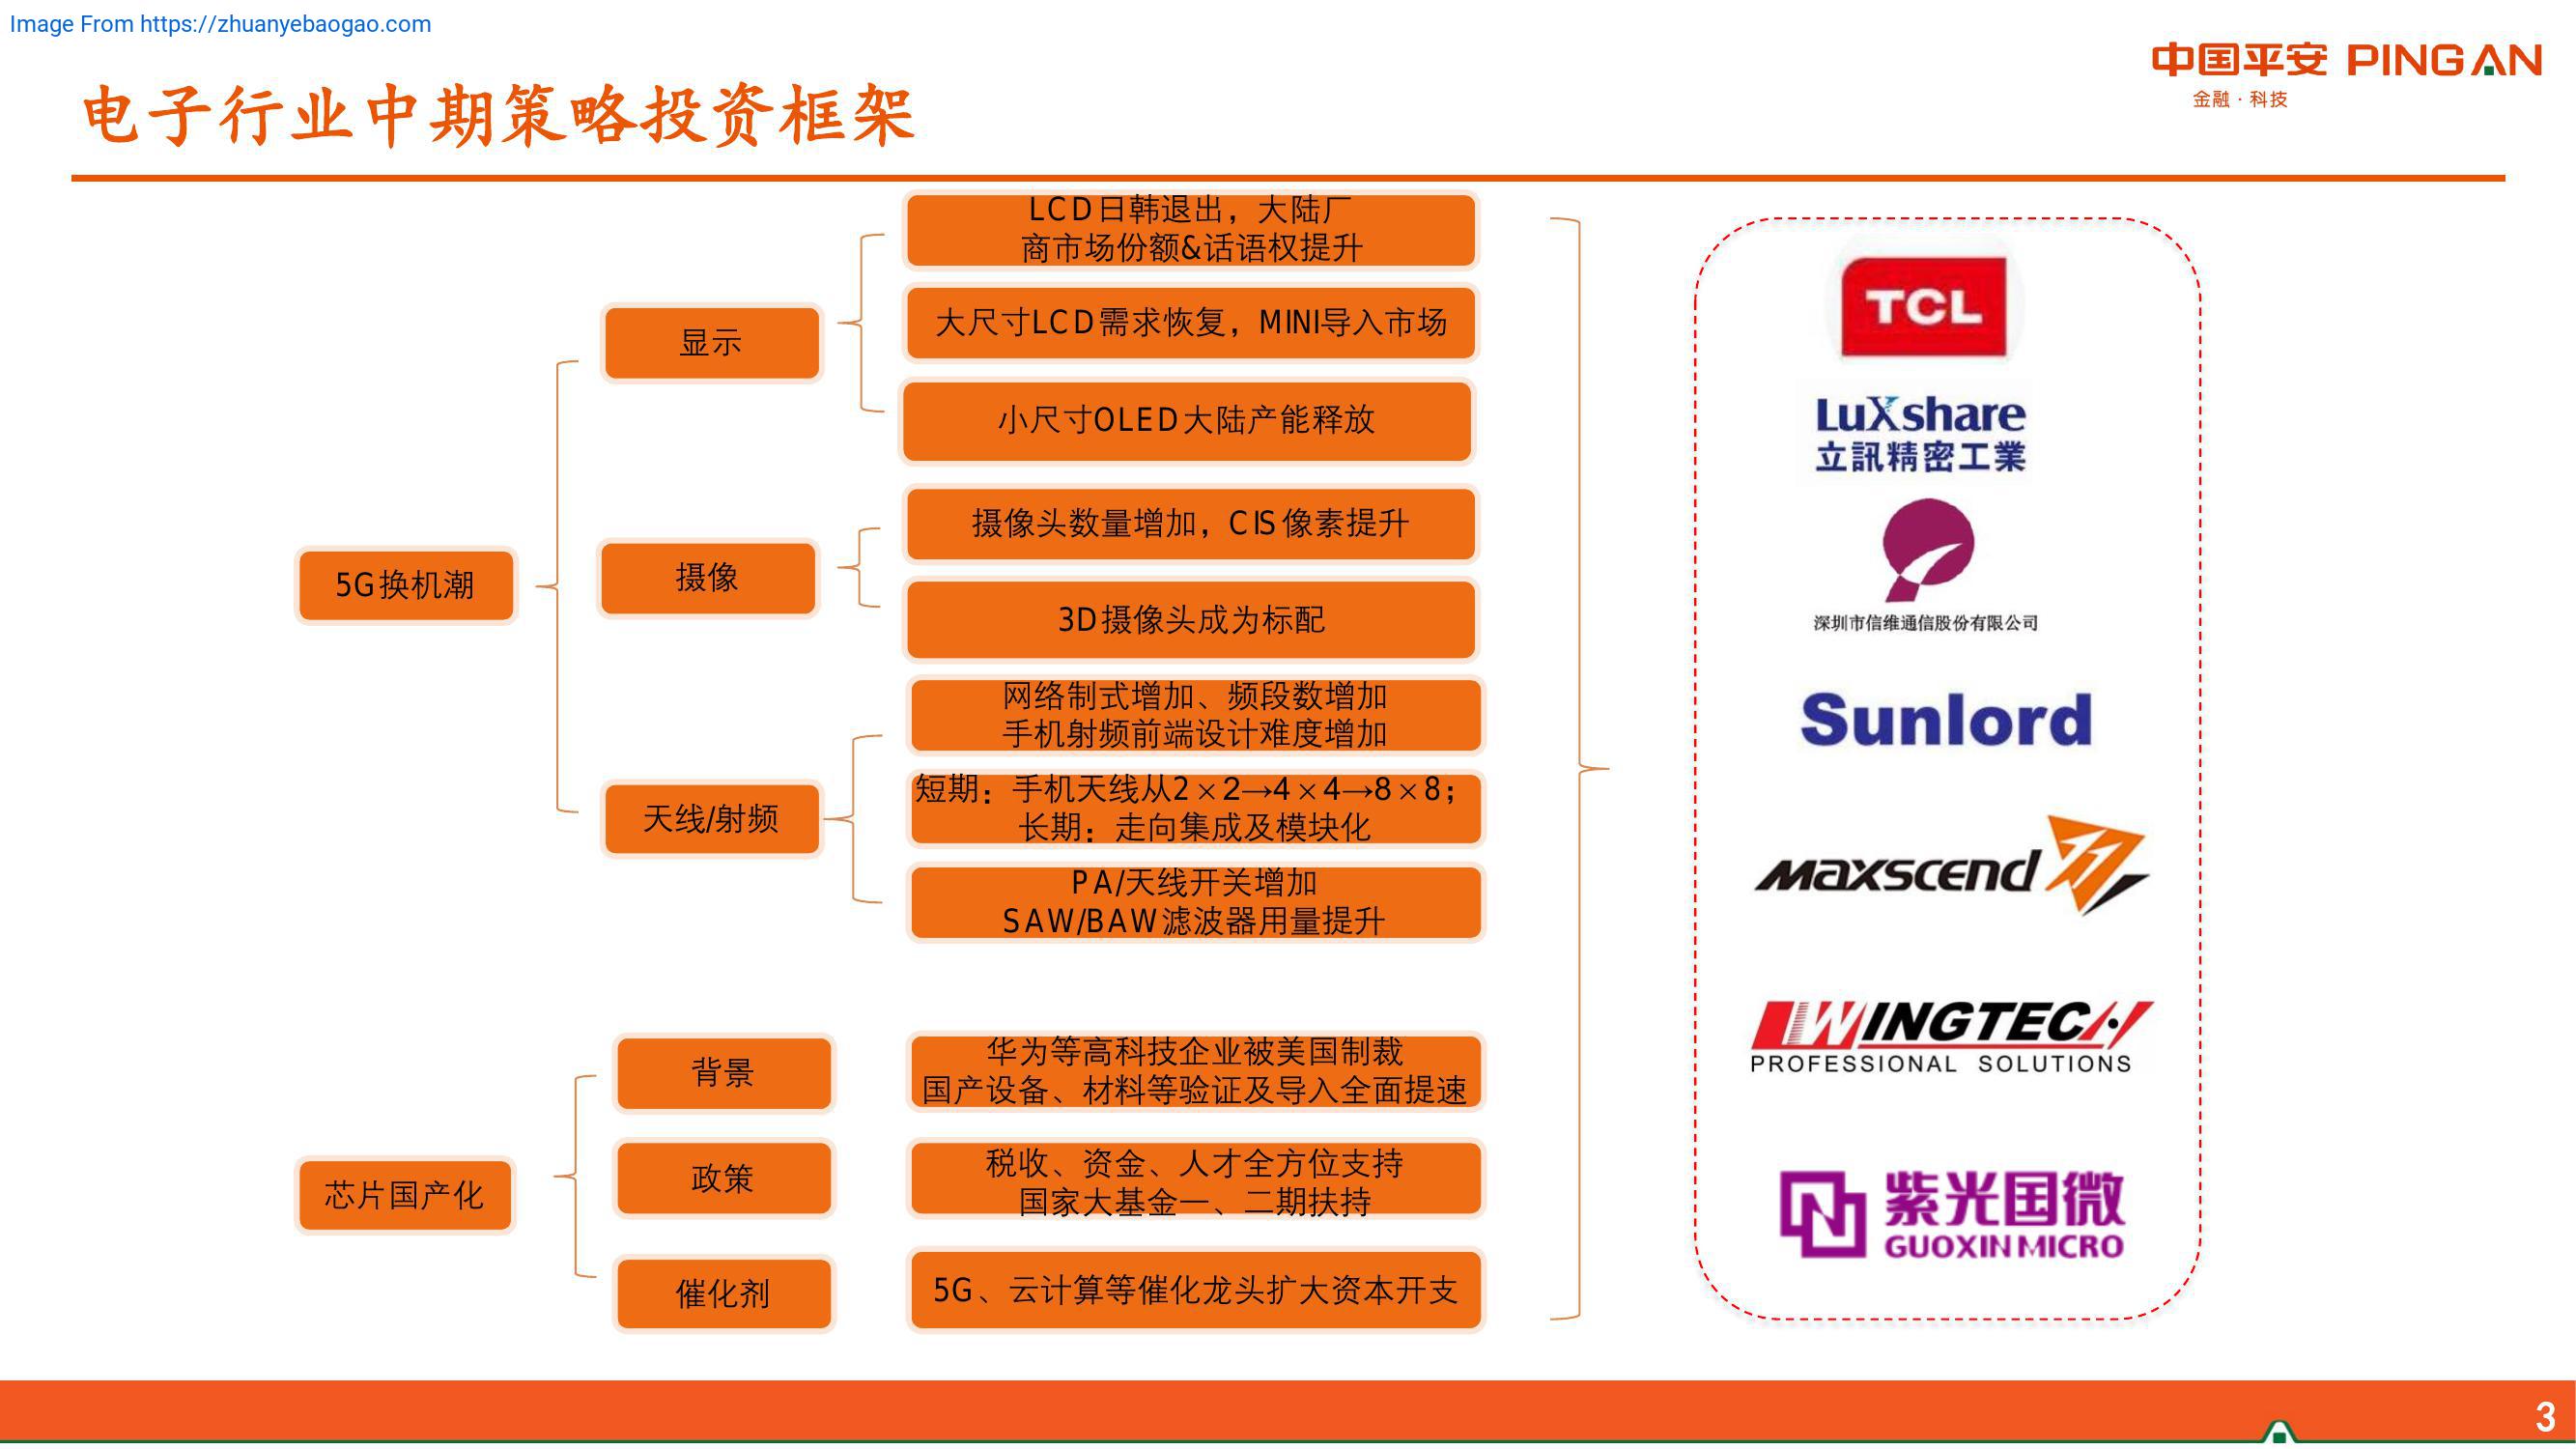 Image From https://zhuanyebaogao.com
中国平安 PINGAN
金融·科技
电子行业中期策略投资框架
5G换机潮
显示
LCD日韩退出，大陆厂
商市场份额&话语权提升
大尺寸LCD需求恢复，MINI导入市场
小尺寸OLED大陆产能释放
摄像
摄像头数量增加，CIS像素提升
3D摄像头成为标配
天线/射频
网络制式增加、频段数增加
手机射频前端设计难度增加
短期：手机天线从2×2→4×4→8×8；
长期：走向集成及模块化
PA/天线开关增加
SAW/BAW滤波器用量提升
芯片国产化
背景
华为等高科技企业被美国制裁
国产设备、材料等验证及导入全面提速
政策
税收、资金、人才全方位支持
国家大基金一、二期扶持
催化剂
5G、云计算等催化龙头扩大资本开支
TCL
LuXshare
立訊精密工業
深圳市信维通信股份有限公司
Sunlord
maxscend
WINGTECH
PROFESSIONAL SOLUTIONS
紫光国微
GUOXIN MICRO
3